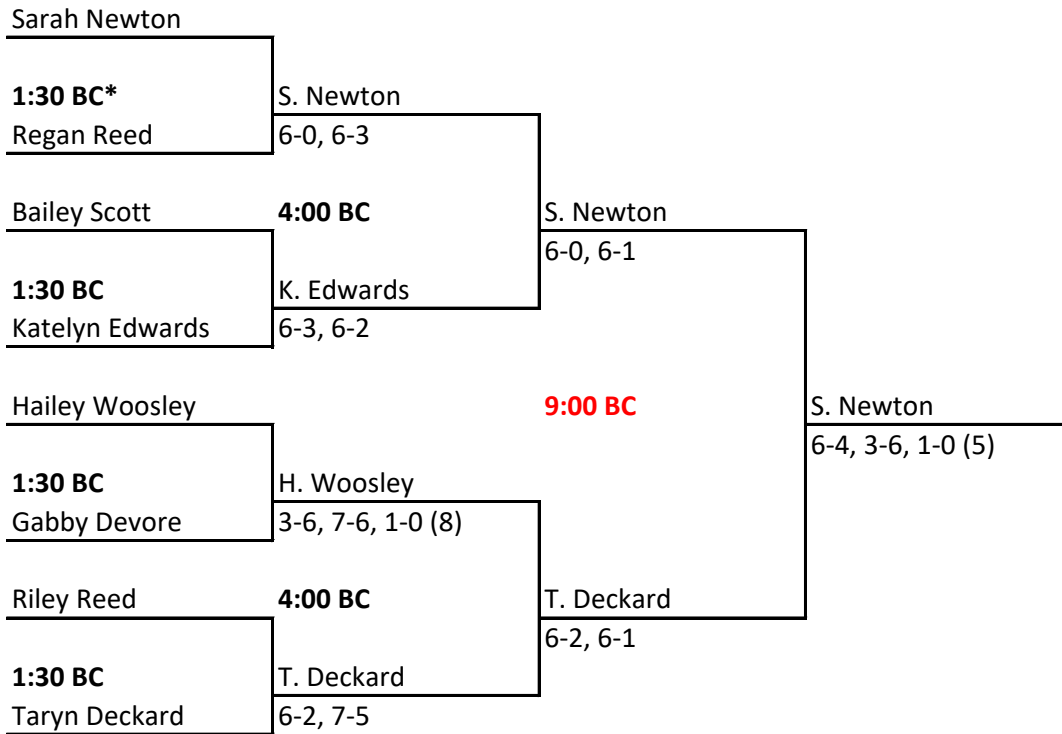 Sarah Newton
1:30 BC* S. Newton
Regan Reed 6-0, 6-3
Bailey Scott 4:00 BC S. Newton
6-0, 6-1
1:30 BC K. Edwards
Katelyn Edwards 6-3, 6-2
Hailey Woosley 9:00 BC S. Newton
6-4, 3-6, 1-0 (5)
1:30 BC H. Woosley
Gabby Devore 3-6, 7-6, 1-0 (8)
Riley Reed 4:00 BC T. Deckard
6-2, 6-1
1:30 BC T. Deckard
Taryn Deckard 6-2, 7-5